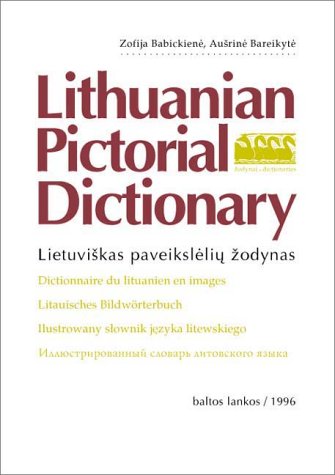 Zofija Babickienė, Aušrinė Bareikytė
Lithuanian
Pictorial
žodynai • dictionaries
Dictionary
Lietuviškas paveikslėlių žodynas
Dictionnaire du lituanien en images
Litauisches Bildwörterbuch
Ilustrowany słownik języka litewskiego
Иллюстрированный словарь литовского языка
baltos lankos / 1996